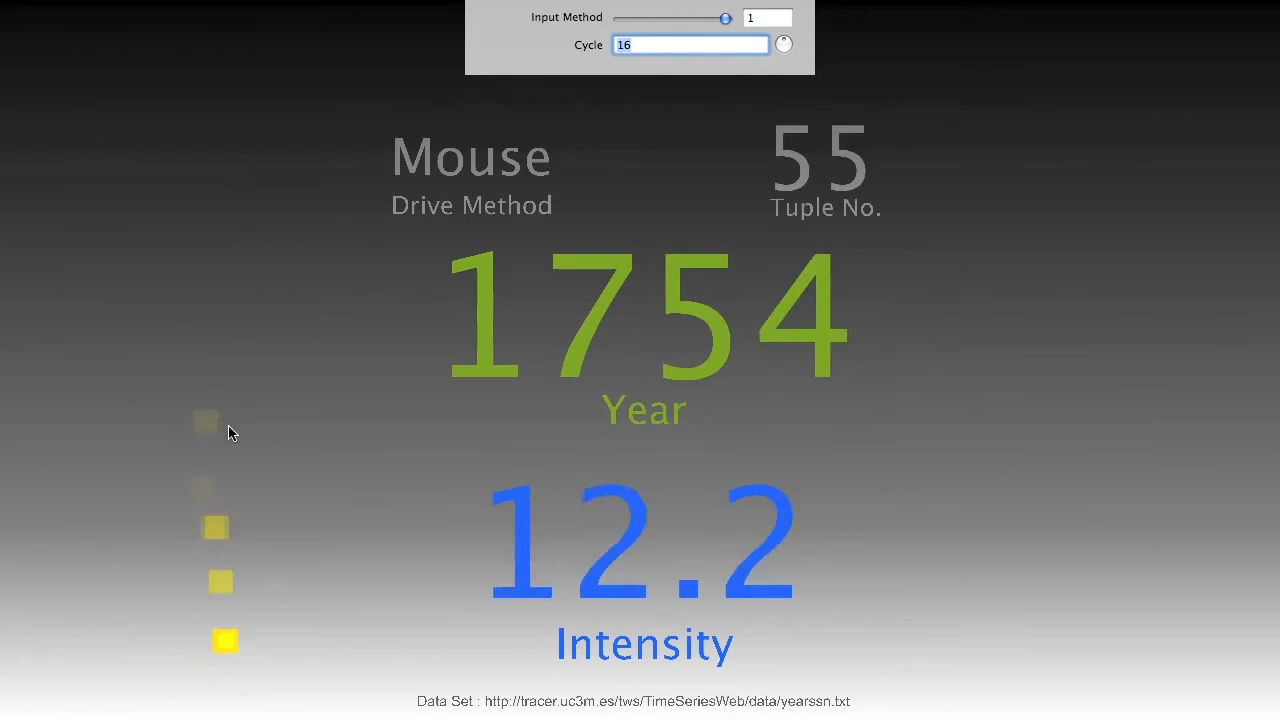 Input Method 1
Cycle 16
Mouse 55
Drive Method Tuple No.
1754
Year
12.2
Intensity
Data Set : http://tracer.uc3m.es/tws/TimeSeriesWeb/data/yearssn.txt